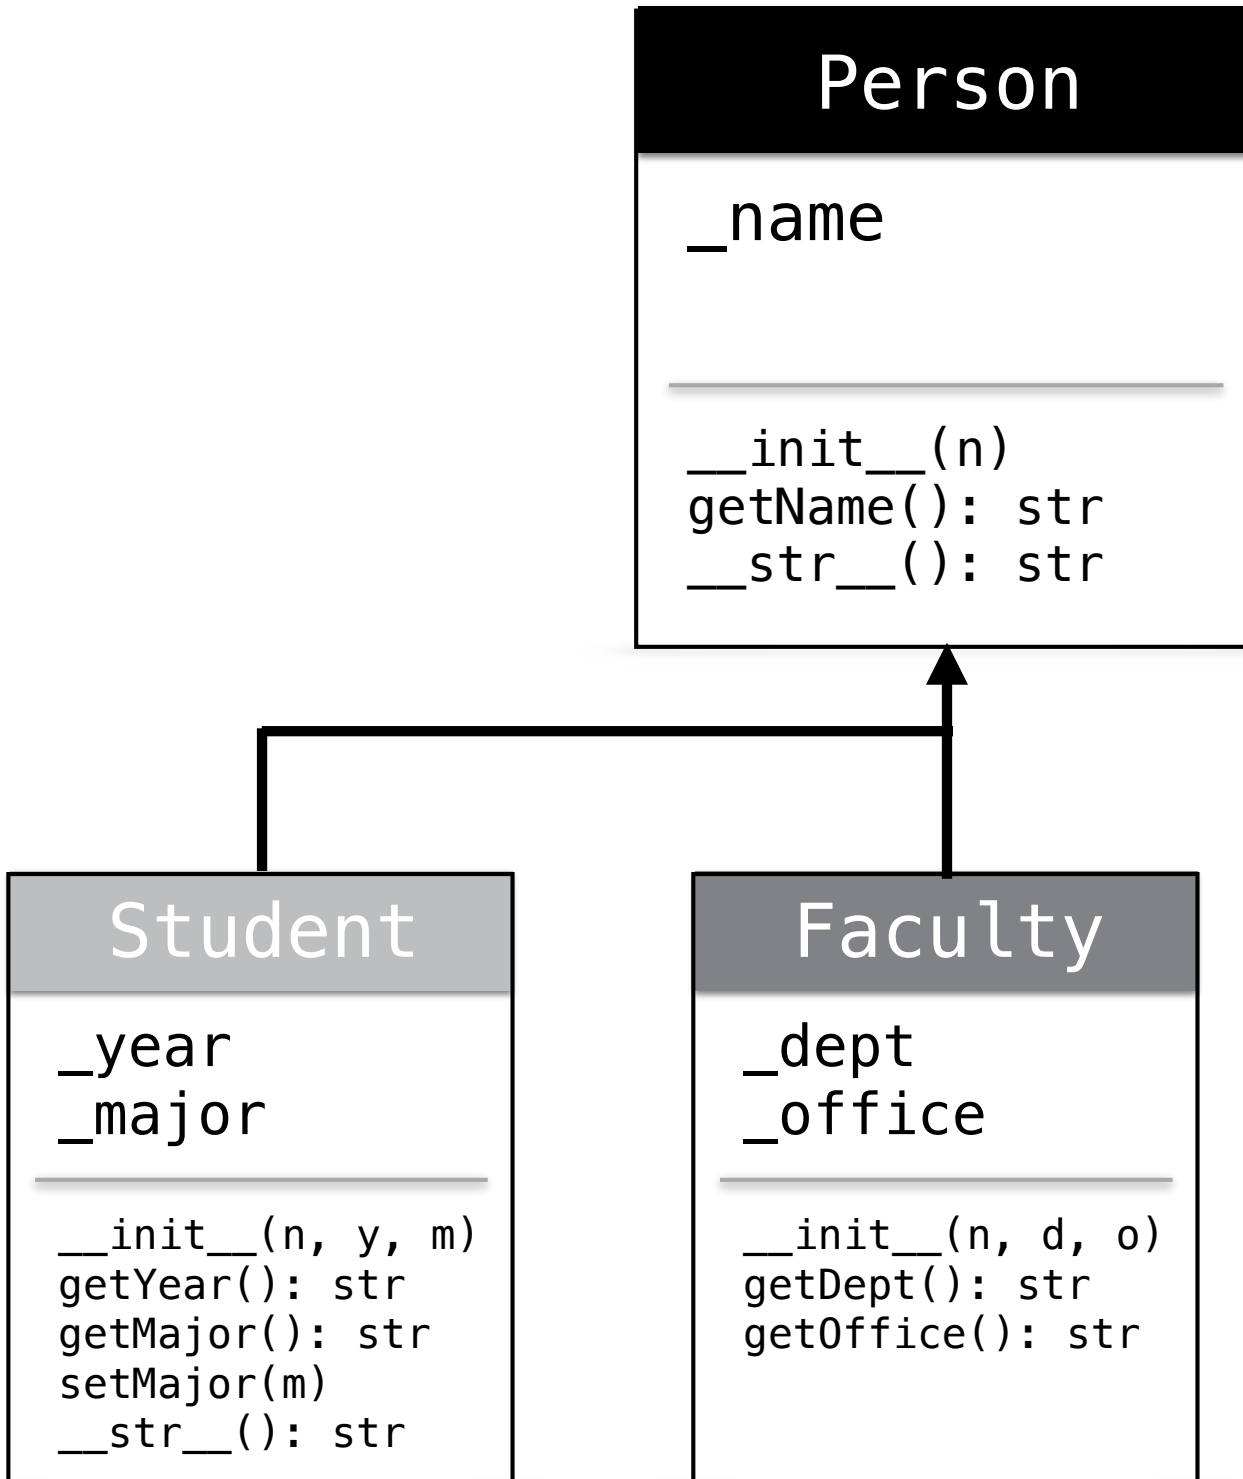 Person
_name
__init__(n)
getName(): str
__str__(): str
Student
_year
_major
__init__(n, y, m)
getYear(): str
getMajor(): str
setMajor(m)
__str__(): str
Faculty
_dept
_office
__init__(n, d, o)
getDept(): str
getOffice(): str